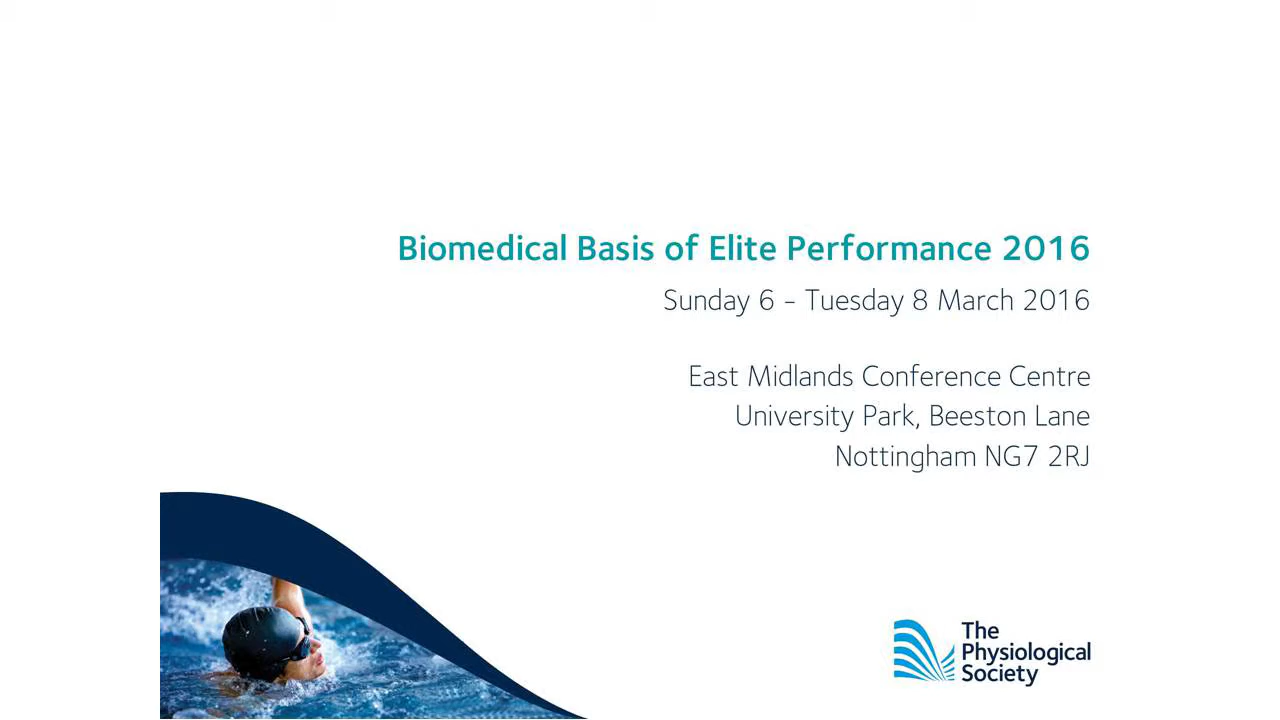 Biomedical Basis of Elite Performance 2016
Sunday 6 – Tuesday 8 March 2016
East Midlands Conference Centre
University Park, Beeston Lane
Nottingham NG7 2RJ
The
Physiological
Society